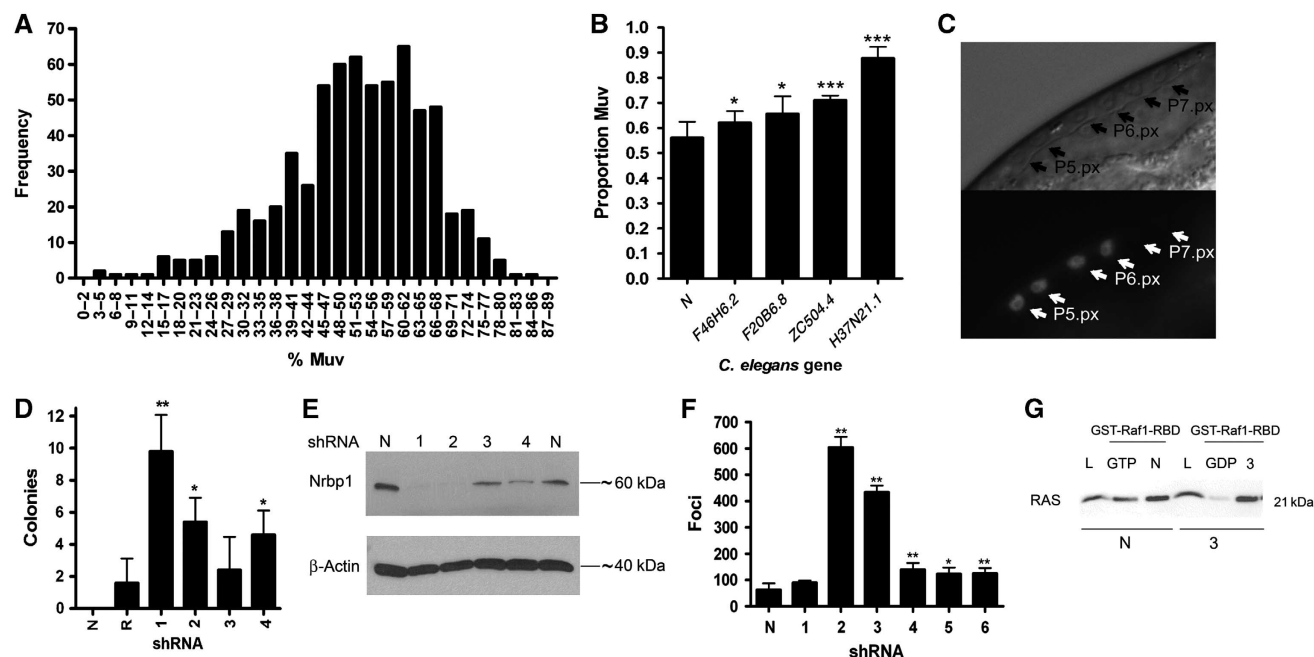 A
Frequency
70
60
50
40
30
20
10
0
0–2
3–5
6–8
9–11
12–14
15–17
18–20
21–23
24–26
27–29
30–32
33–35
36–38
39–41
42–44
45–47
48–50
51–53
54–56
57–59
60–62
63–65
66–68
69–71
72–74
75–77
78–80
81–83
84–86
87–89
% Muv
B
Proportion Muv
1.0
0.9
0.8
0.7
0.6
0.5
0.4
0.3
0.2
0.1
0.0
* * *** ***
N
F46H6.2
F20B6.8
ZC504.4
H37N21.1
C. elegans gene
C
P7.px
P6.px
P5.px
P7.px
P6.px
P5.px
D
Colonies
12
10
8
6
4
2
0
** * *
N R 1 2 3 4
shRNA
E
shRNA N 1 2 3 4 N
Nrbp1 ~60 kDa
β-Actin ~40 kDa
F
Foci
700
600
500
400
300
200
100
0
** ** ** * **
N 1 2 3 4 5 6
shRNA
G
GST-Raf1-RBD GST-Raf1-RBD
L GTP N L GDP 3
RAS 21 kDa
N 3